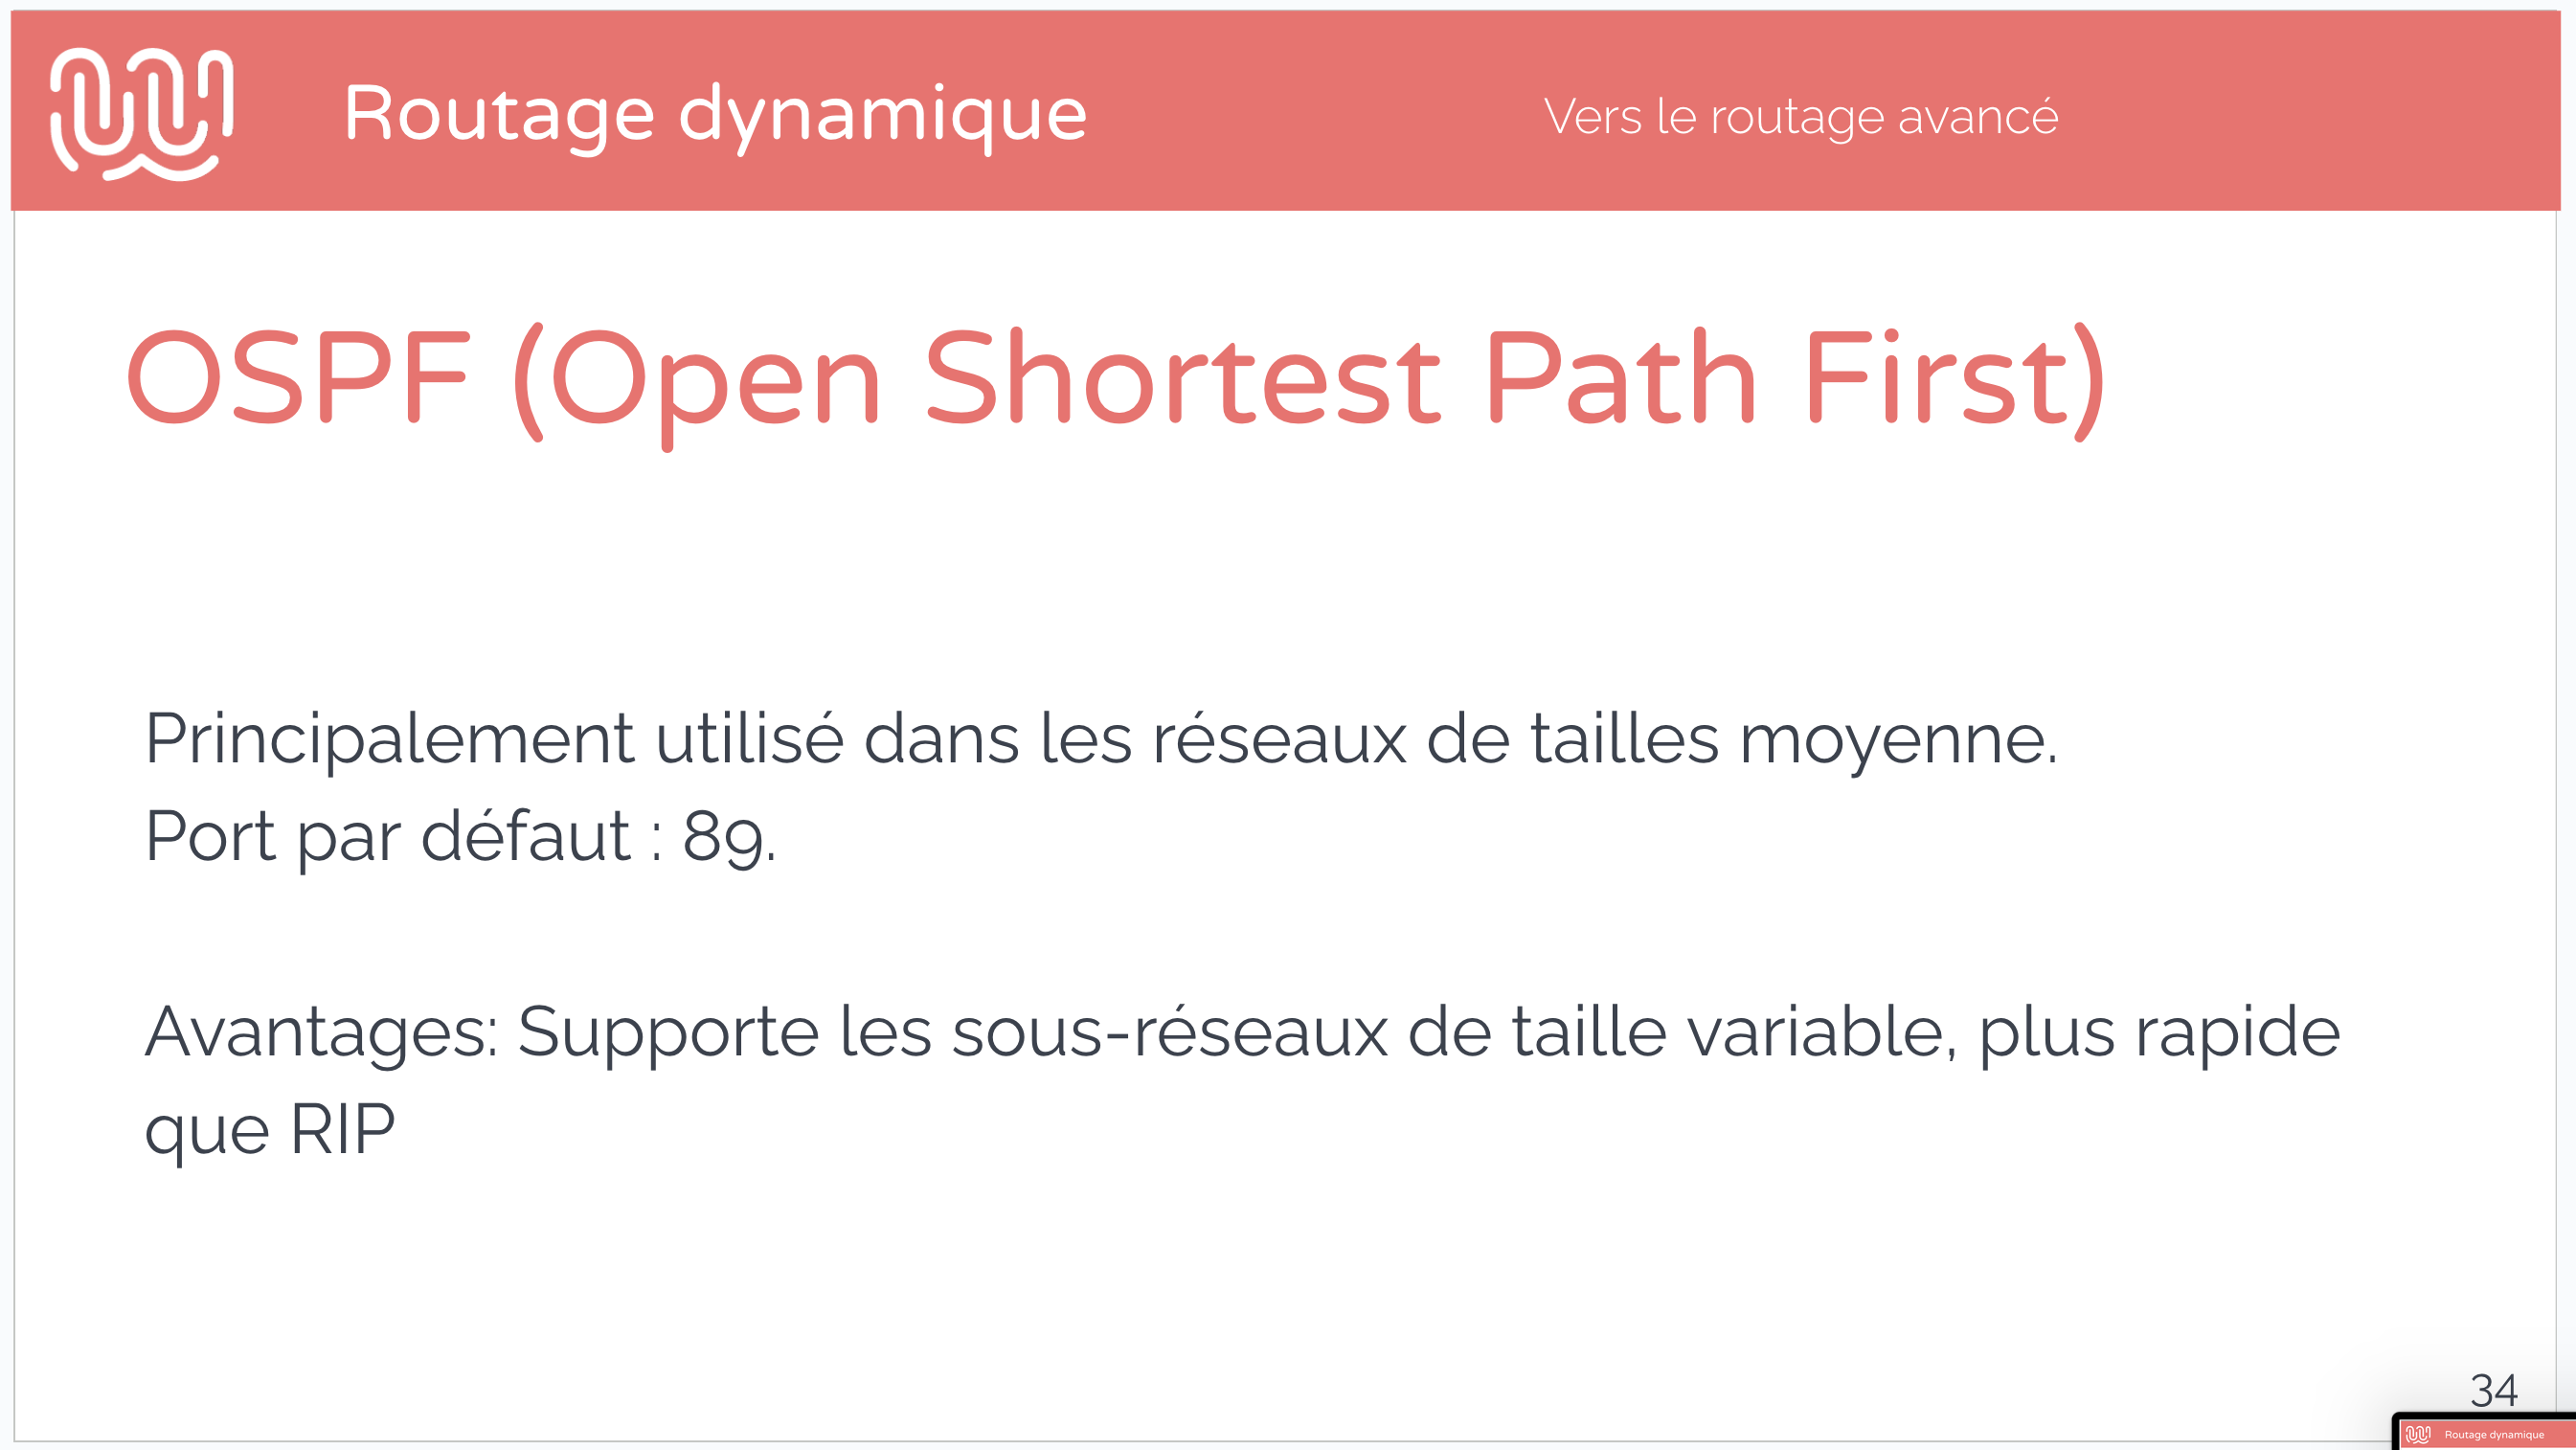 Routage dynamique
Vers le routage avancé
OSPF (Open Shortest Path First)
Principalement utilisé dans les réseaux de tailles moyenne.
Port par défaut : 89.
Avantages: Supporte les sous-réseaux de taille variable, plus rapide
que RIP
34
Routage dynamique